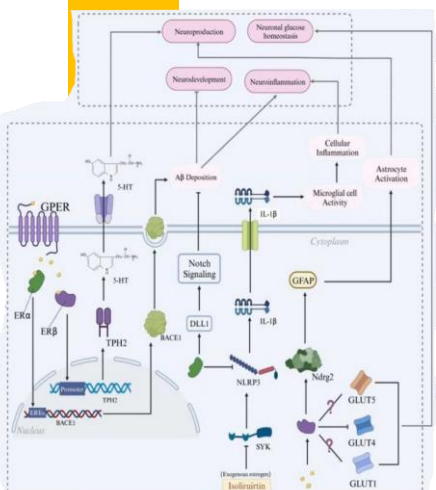 Neuroproduction
Neuronal glucose
homeostasis
Neurodevelopment
Neuroinflammation
Cellular
Inflammation
5-HT
Aβ Deposition
Astrocyte
Activation
GPER
IL-1β
Microglial cell
Activity
Cytoplasm
5-HT
Notch
Signaling
GFAP
ERα
ERβ
IL-1β
TPH2
BACE1
DLL1
Ndrg2
NLRP3
GLUT5
Promoter
TPH2
?
GLUT4
BACE1
SYK
?
Nucleus
(Exogenous estrogen)
GLUT1
Isoliruirtin